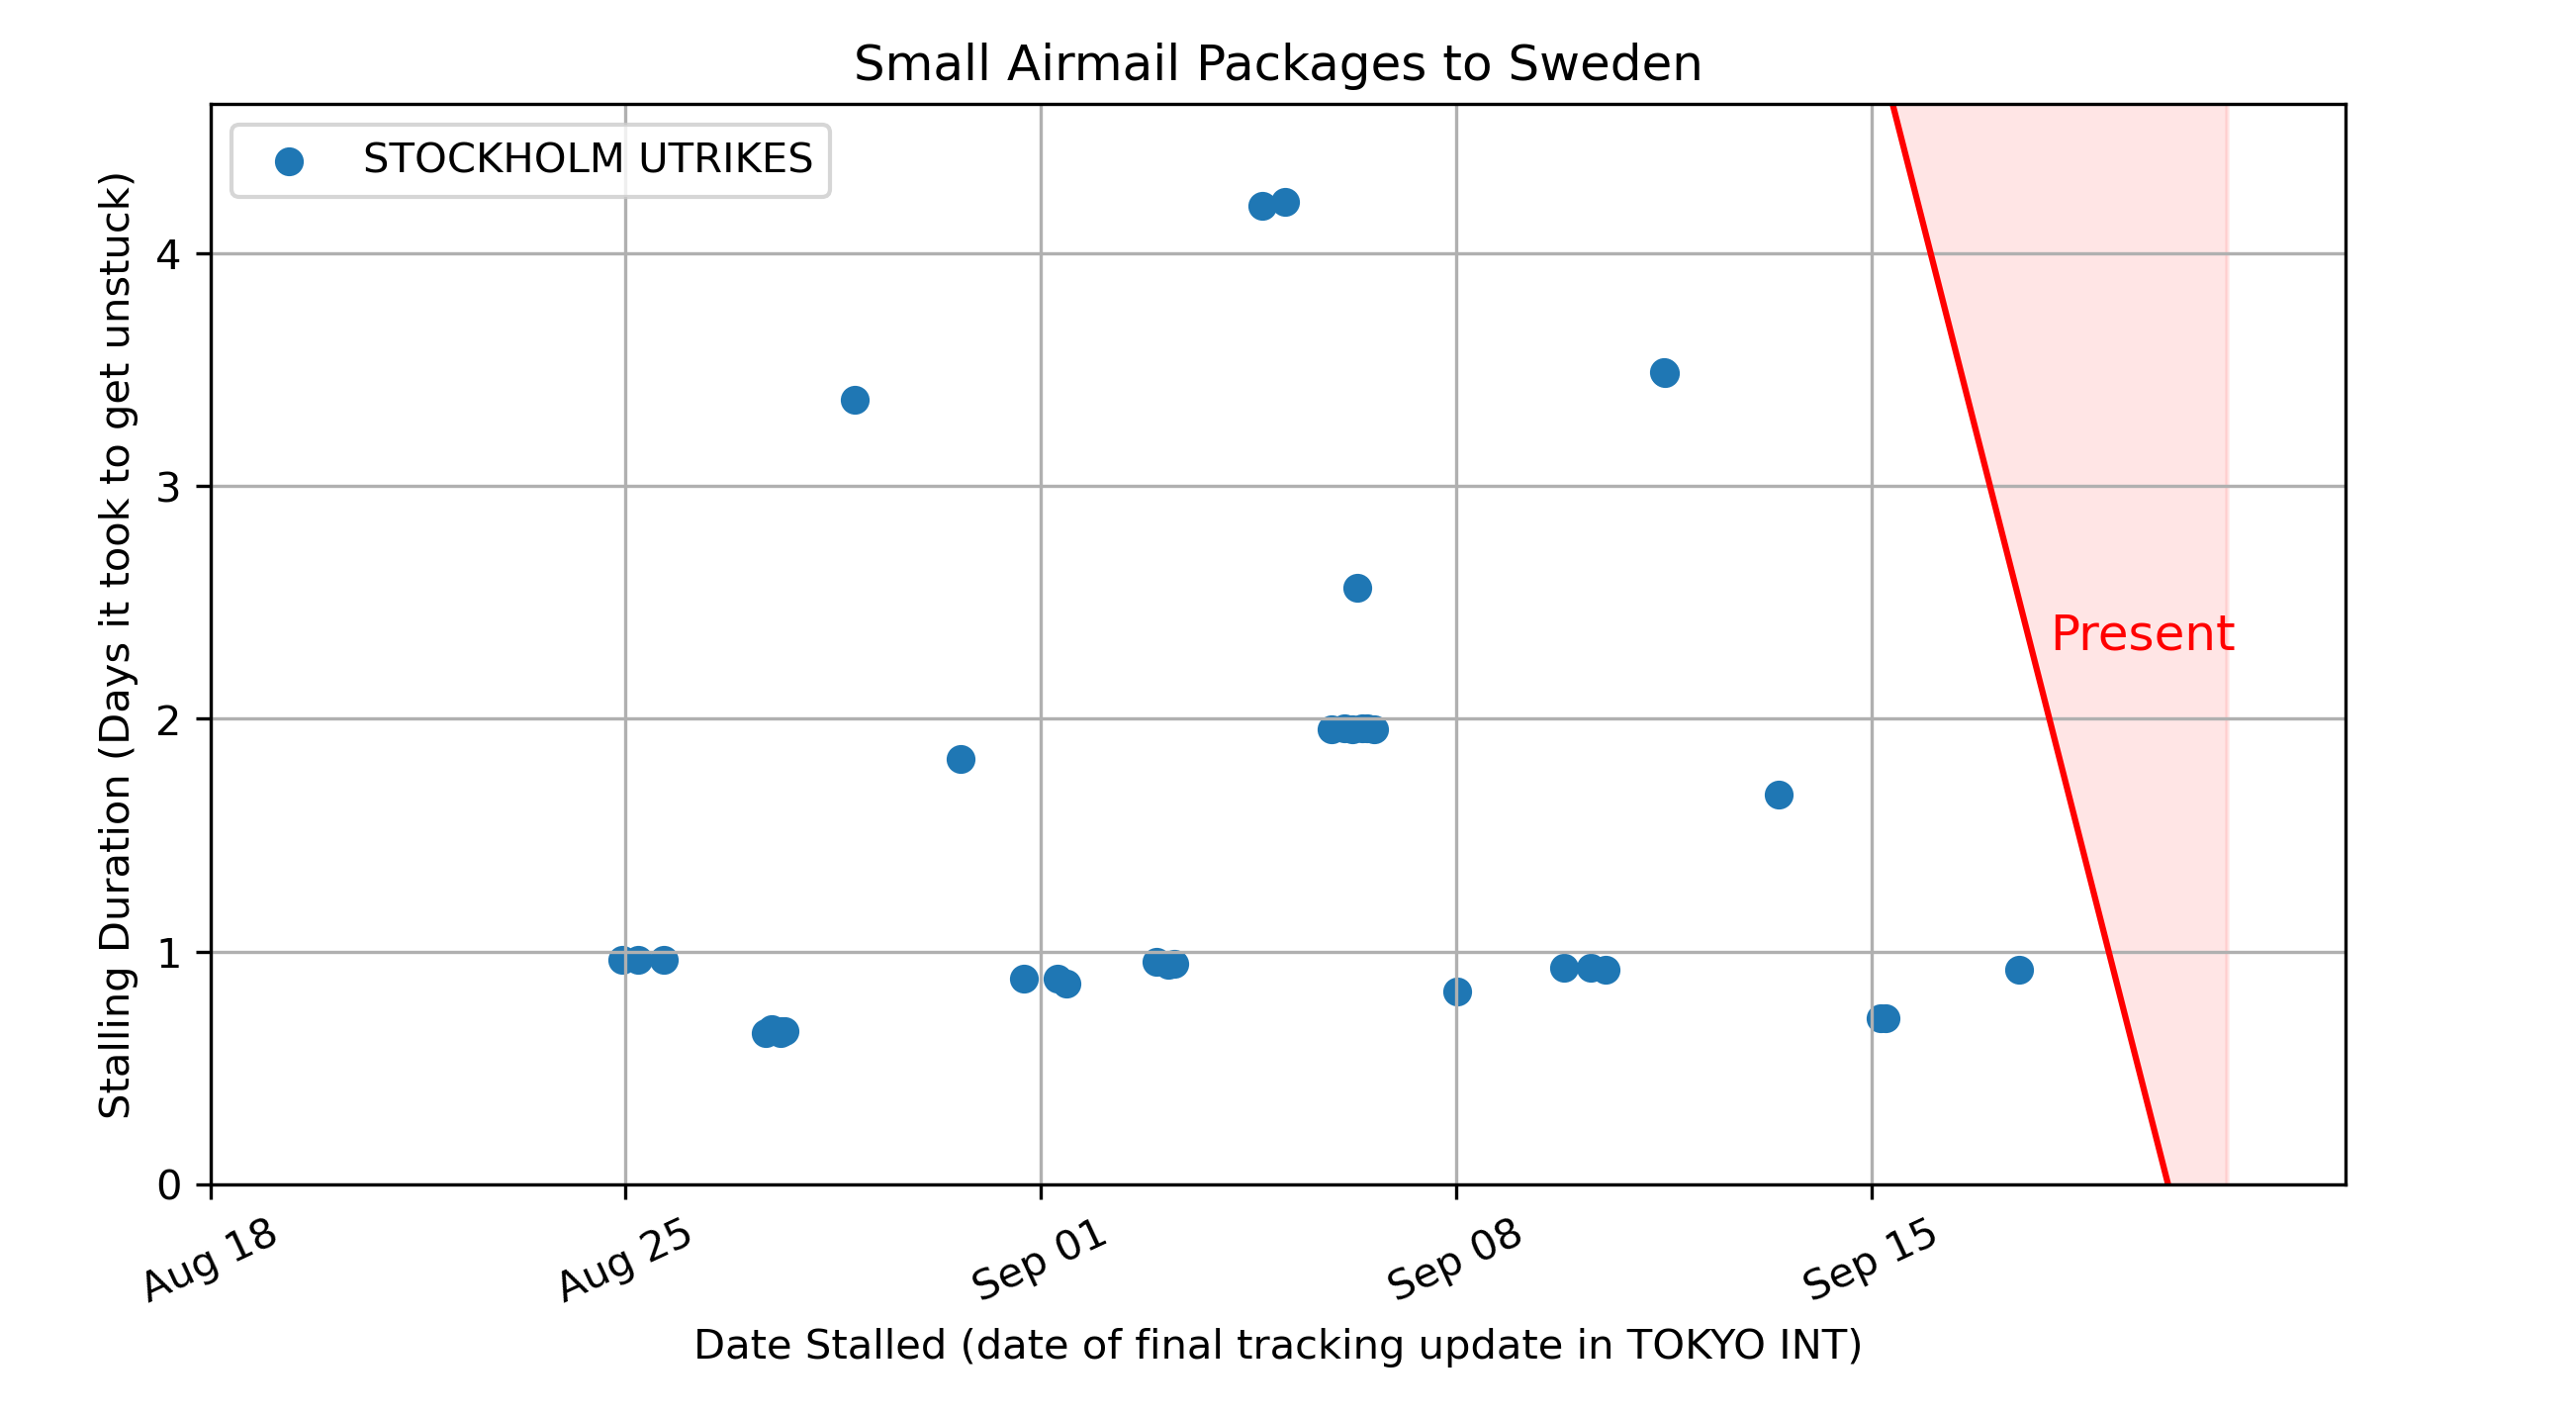 Small Airmail Packages to Sweden
STOCKHOLM UTRIKES
Stalling Duration (Days it took to get unstuck)
4
3
2
1
0
Present
Aug 18
Aug 25
Sep 01
Sep 08
Sep 15
Date Stalled (date of final tracking update in TOKYO INT)